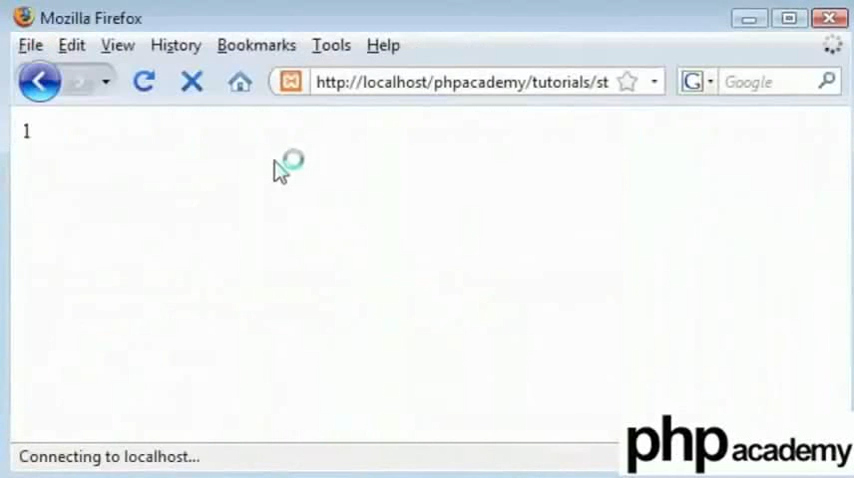 Mozilla Firefox
File Edit View History Bookmarks Tools Help
http://localhost/phpacademy/tutorials/st G Google
1
Connecting to localhost...
php academy